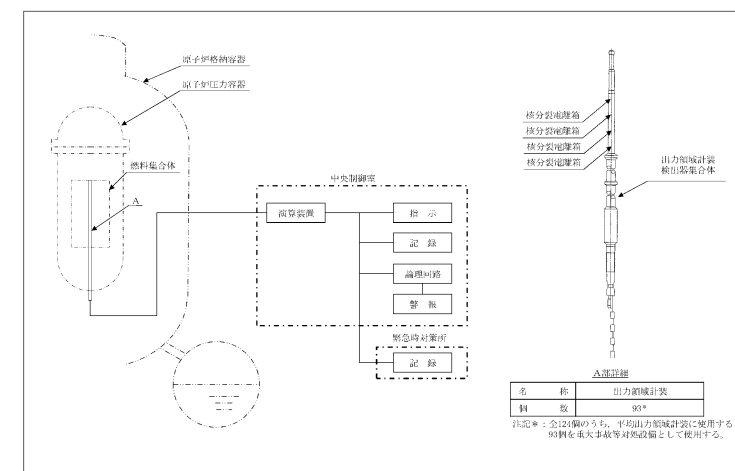 原子炉格納容器
原子炉圧力容器
燃料集合体
A
中央制御室
演算装置
指 示
記 録
論理回路
警 報
緊急時対策所
記 録
核分裂電離箱
核分裂電離箱
核分裂電離箱
核分裂電離箱
出力領域計装
検出器集合体
A部詳細
名 称 出力領域計装
個 数 93*
注記*：全124個のうち，平均出力領域計装に使用する
93個を重大事故等対処設備として使用する。